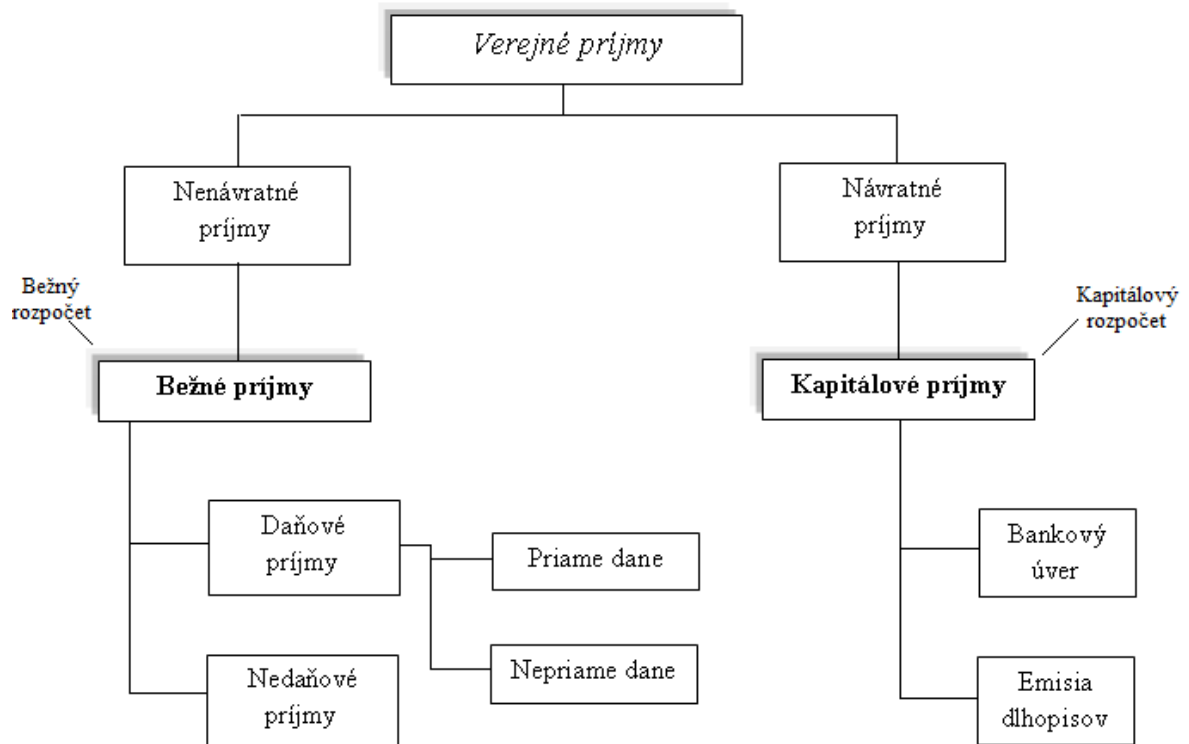 Verejné príjmy
Nenávratné
príjmy
Návratné
príjmy
Bežný
rozpočet
Kapitálový
rozpočet
Bežné príjmy
Kapitálové príjmy
Daňové
príjmy
Priame dane
Bankový
úver
Nedaňové
príjmy
Nepriame dane
Emisia
dlhopisov